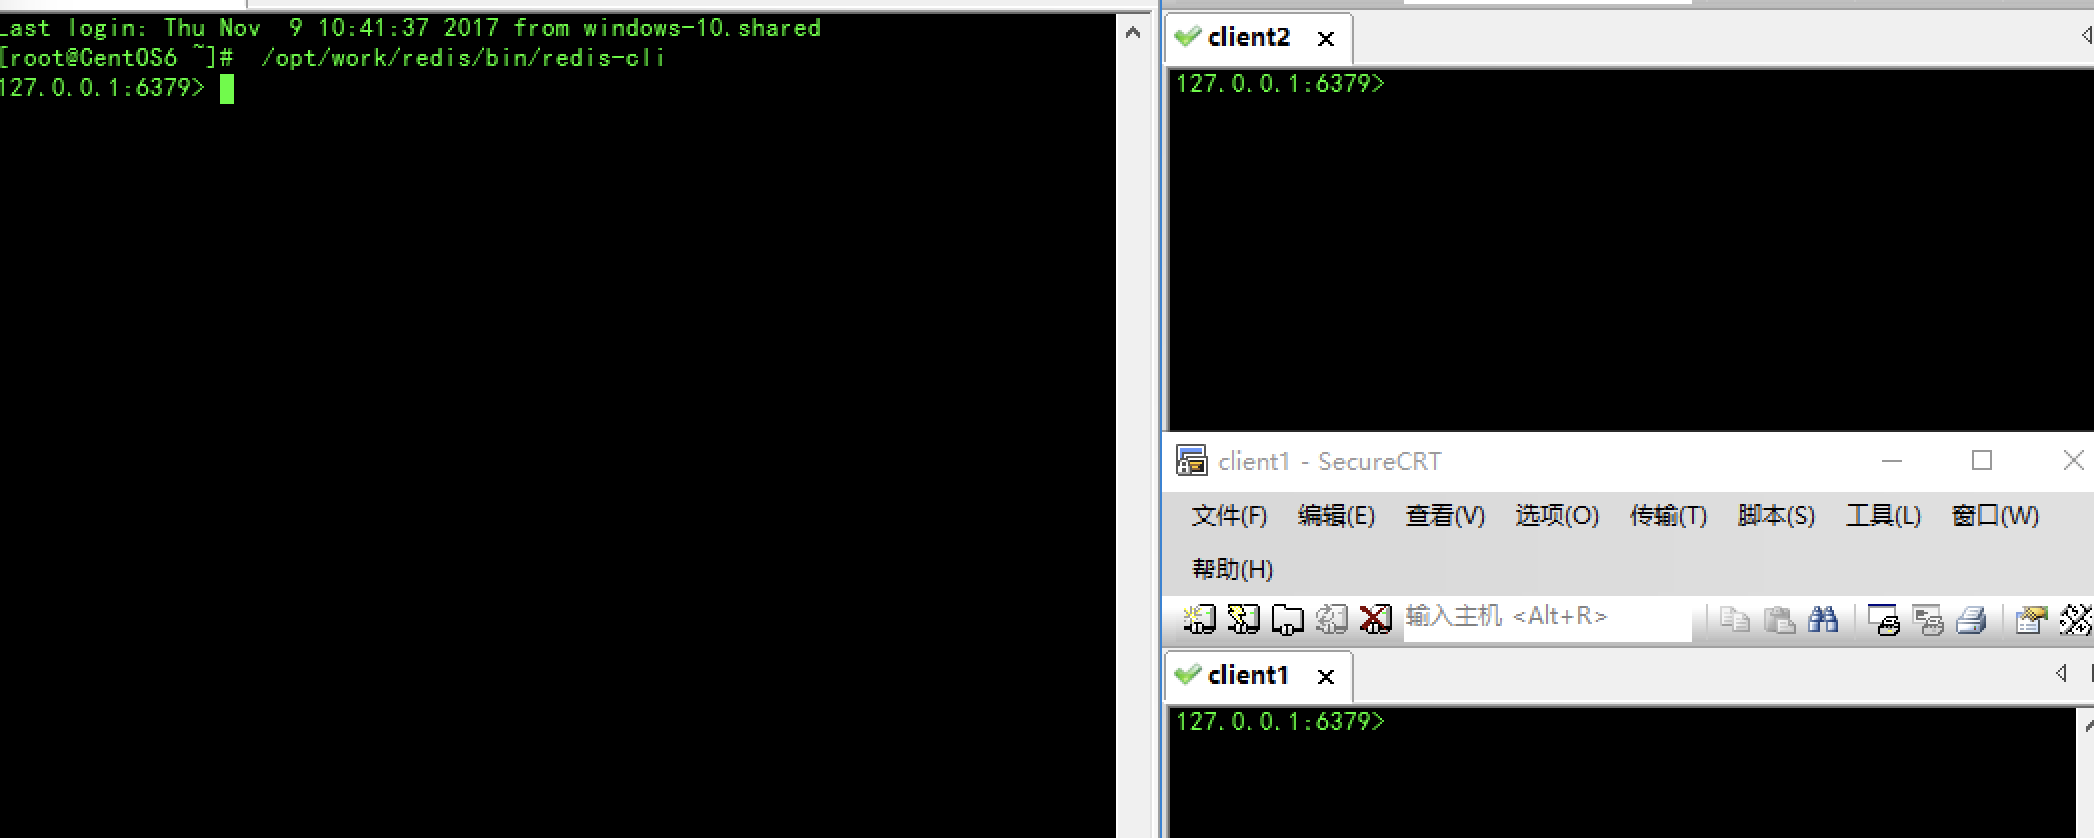 Last login: Thu Nov  9 10:41:37 2017 from windows-10.shared
[root@CentOS6 ~]#  /opt/work/redis/bin/redis-cli
127.0.0.1:6379>
client2
127.0.0.1:6379>
client1 - SecureCRT
文件(F) 编辑(E) 查看(V) 选项(O) 传输(T) 脚本(S) 工具(L) 窗口(W)
帮助(H)
输入主机 <Alt+R>
client1
127.0.0.1:6379>